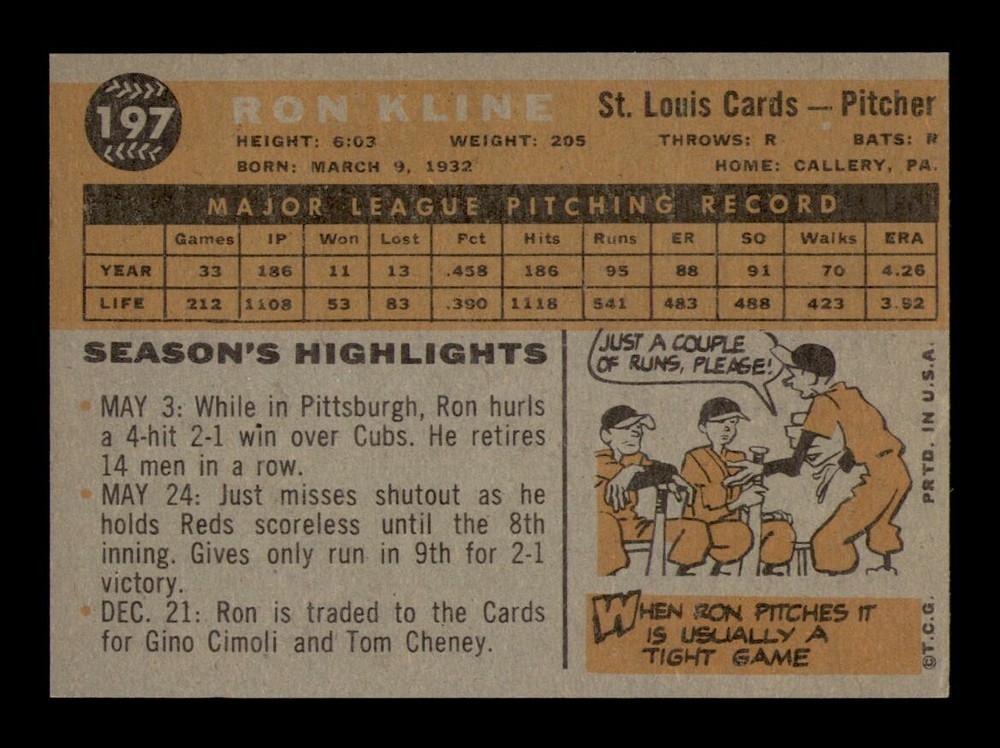 197
RON KLINE
St. Louis Cards — Pitcher
HEIGHT: 6:03 WEIGHT: 205 THROWS: R BATS: R
BORN: MARCH 9, 1932 HOME: CALLERY, PA.
MAJOR LEAGUE PITCHING RECORD
Games IP Won Lost Pct Hits Runs ER SO Walks ERA
YEAR 33 186 11 13 .458 186 95 88 91 70 4.26
LIFE 212 1108 53 83 .390 1118 541 483 488 423 3.92
SEASON'S HIGHLIGHTS
• MAY 3: While in Pittsburgh, Ron hurls
a 4-hit 2-1 win over Cubs. He retires
14 men in a row.
• MAY 24: Just misses shutout as he
holds Reds scoreless until the 8th
inning. Gives only run in 9th for 2-1
victory.
• DEC. 21: Ron is traded to the Cards
for Gino Cimoli and Tom Cheney.
JUST A COUPLE
OF RUNS, PLEASE!
WHEN RON PITCHES IT
IS USUALLY A
TIGHT GAME
©T.C.G. PRTD. IN U.S.A.